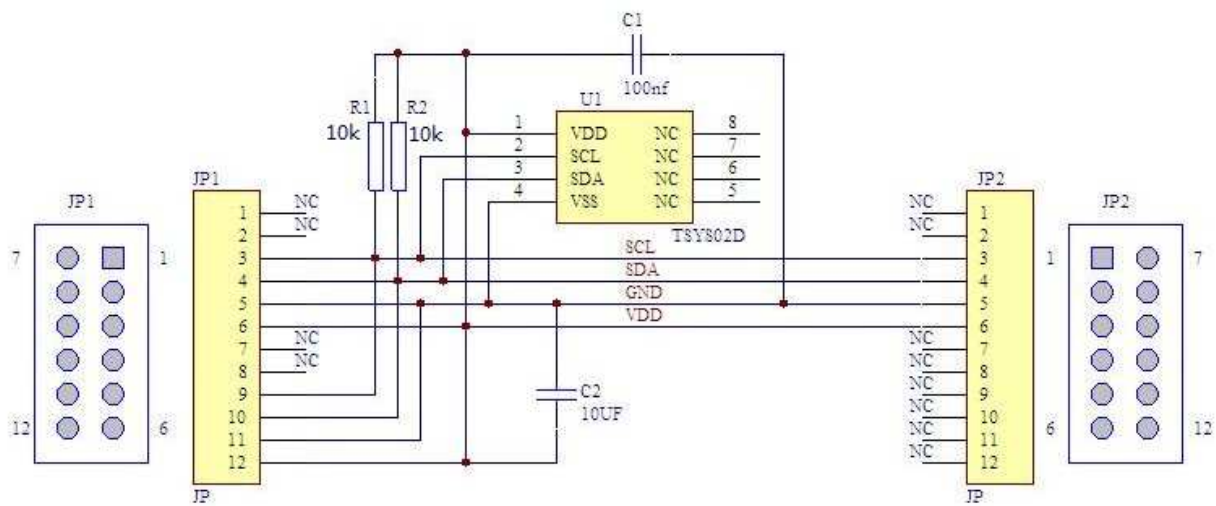 C1
100nf
R1
R2
10k
10k
U1
1
VDD
NC
8
2
SCL
NC
7
3
SDA
NC
6
4
VSS
NC
5
TSY802D
JP1
7
1
12
6
JP1
1
NC
2
NC
3
4
5
6
7
NC
8
NC
9
10
11
12
JP
SCL
SDA
GND
VDD
C2
10UF
JP2
NC
1
NC
2
3
4
5
6
NC
7
NC
8
NC
9
NC
10
NC
11
NC
12
JP
JP2
1
7
6
12